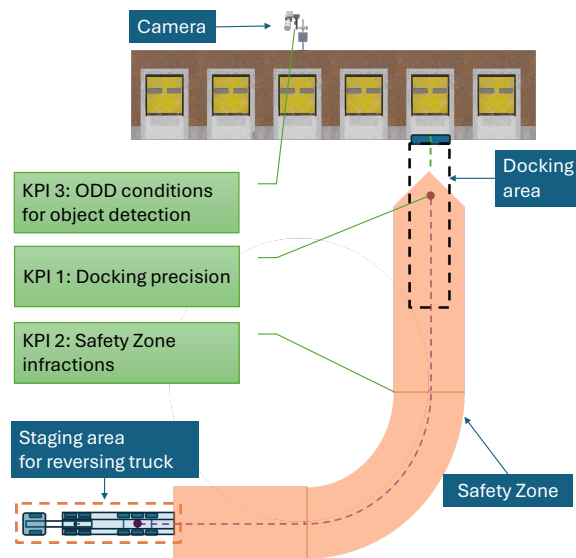 Camera
KPI 3: ODD conditions
for object detection
Docking
area
KPI 1: Docking precision
KPI 2: Safety Zone
infractions
Staging area
for reversing truck
Safety Zone